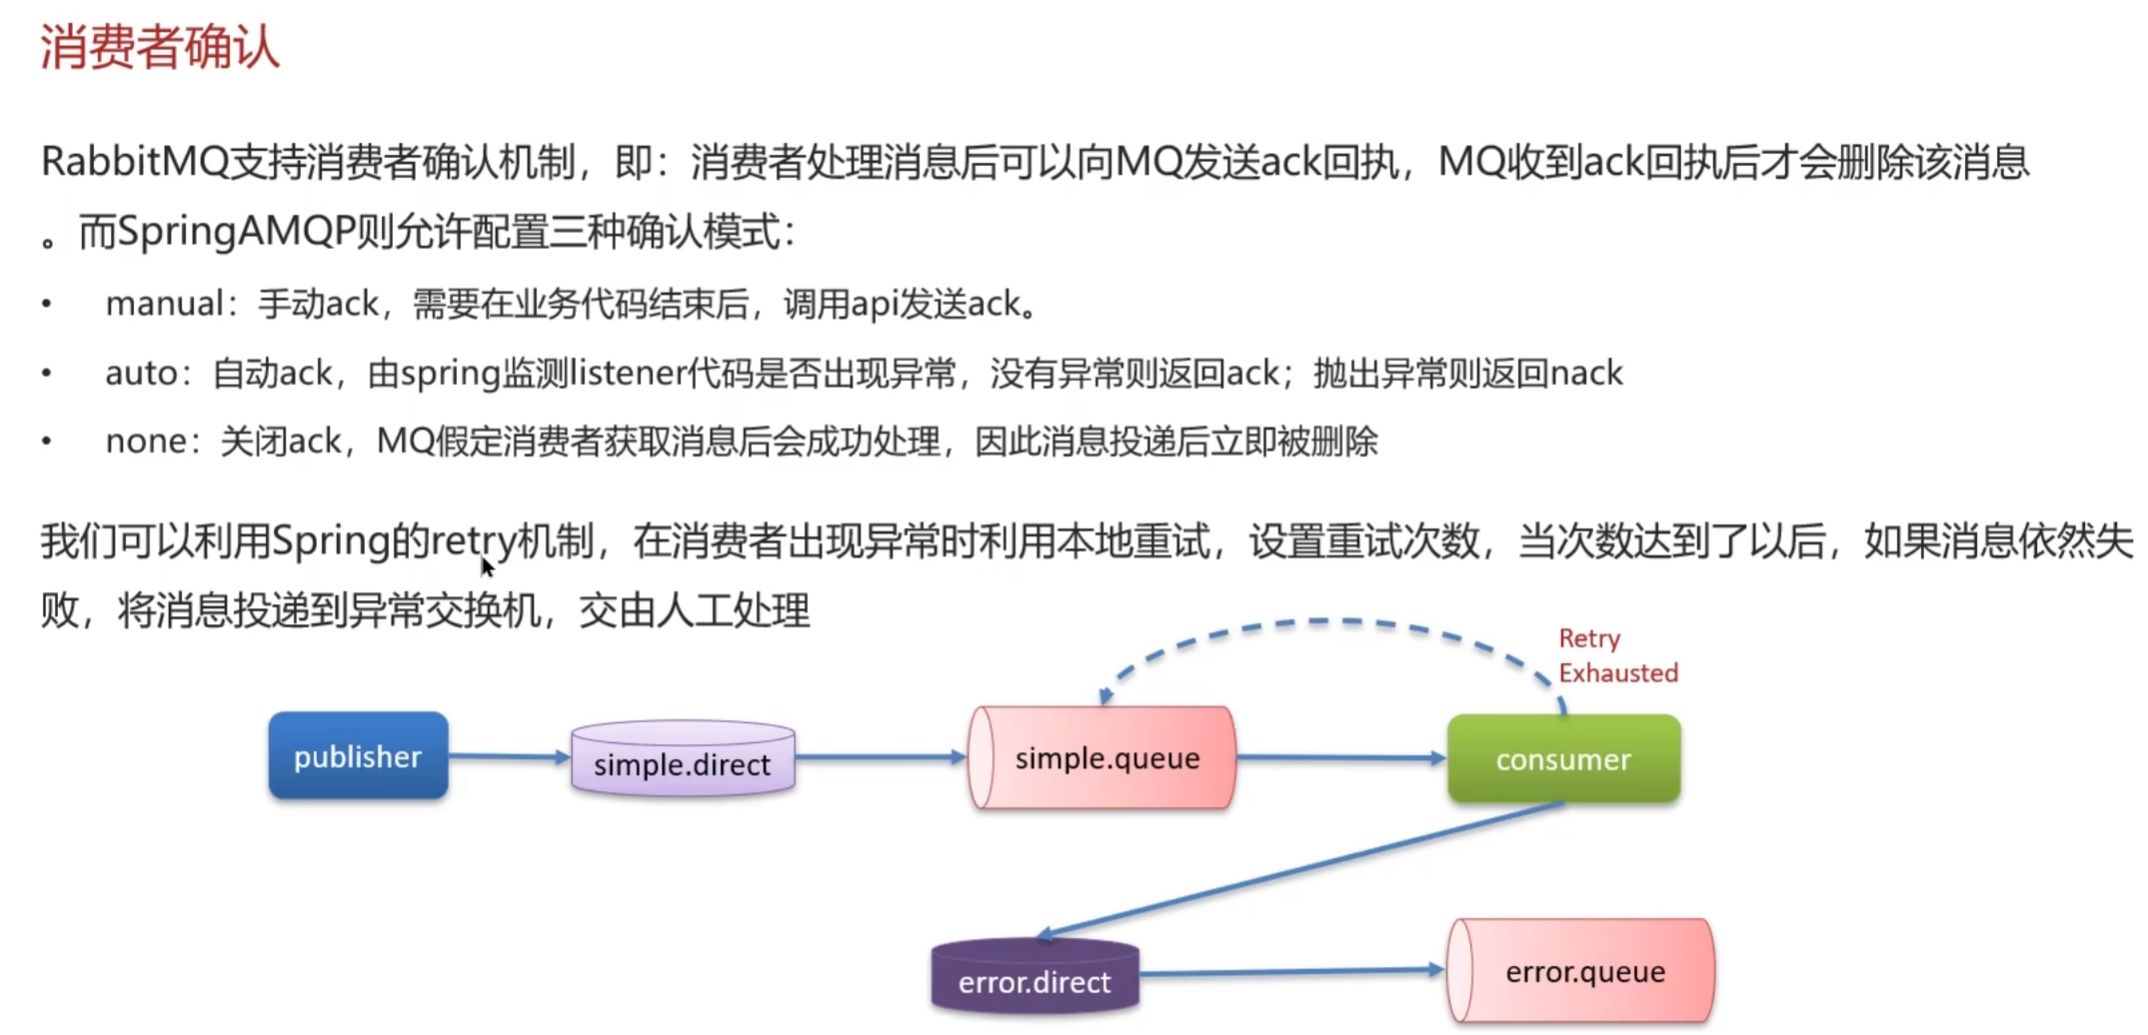 消费者确认
RabbitMQ支持消费者确认机制，即：消费者处理消息后可以向MQ发送ack回执，MQ收到ack回执后才会删除该消息
。而SpringAMQP则允许配置三种确认模式：
• manual：手动ack，需要在业务代码结束后，调用api发送ack。
• auto：自动ack，由spring监测listener代码是否出现异常，没有异常则返回ack；抛出异常则返回nack
• none：关闭ack，MQ假定消费者获取消息后会成功处理，因此消息投递后立即被删除
我们可以利用Spring的retry机制，在消费者出现异常时利用本地重试，设置重试次数，当次数达到了以后，如果消息依然失
败，将消息投递到异常交换机，交由人工处理
Retry
Exhausted
publisher
simple.direct
simple.queue
consumer
error.direct
error.queue